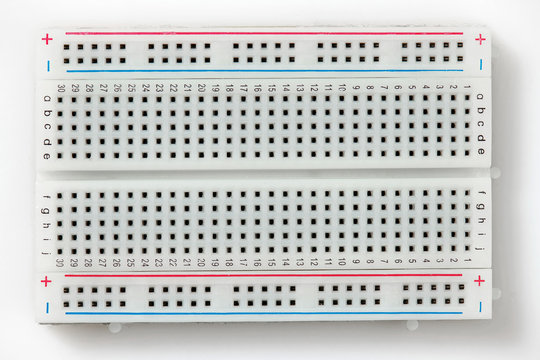 + +
− −
30 29 28 27 26 25 24 23 22 21 20 19 18 17 16 15 14 13 12 11 10 9 8 7 6 5 4 3 2 1
a a
b b
c c
d d
e e
f f
g g
h h
i i
j j
30 29 28 27 26 25 24 23 22 21 20 19 18 17 16 15 14 13 12 11 10 9 8 7 6 5 4 3 2 1
+ +
− −